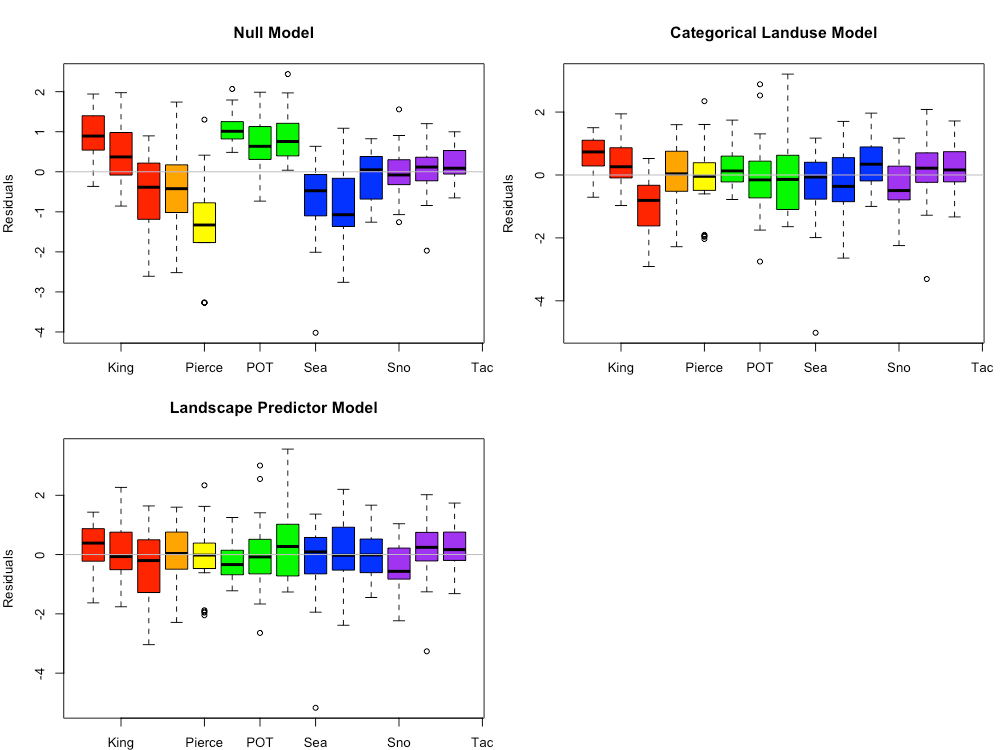 Null Model
Residuals
2
1
0
-1
-2
-3
-4
King Pierce POT Sea Sno Tac
Categorical Landuse Model
Residuals
2
0
-2
-4
King Pierce POT Sea Sno Tac
Landscape Predictor Model
Residuals
2
0
-2
-4
King Pierce POT Sea Sno Tac